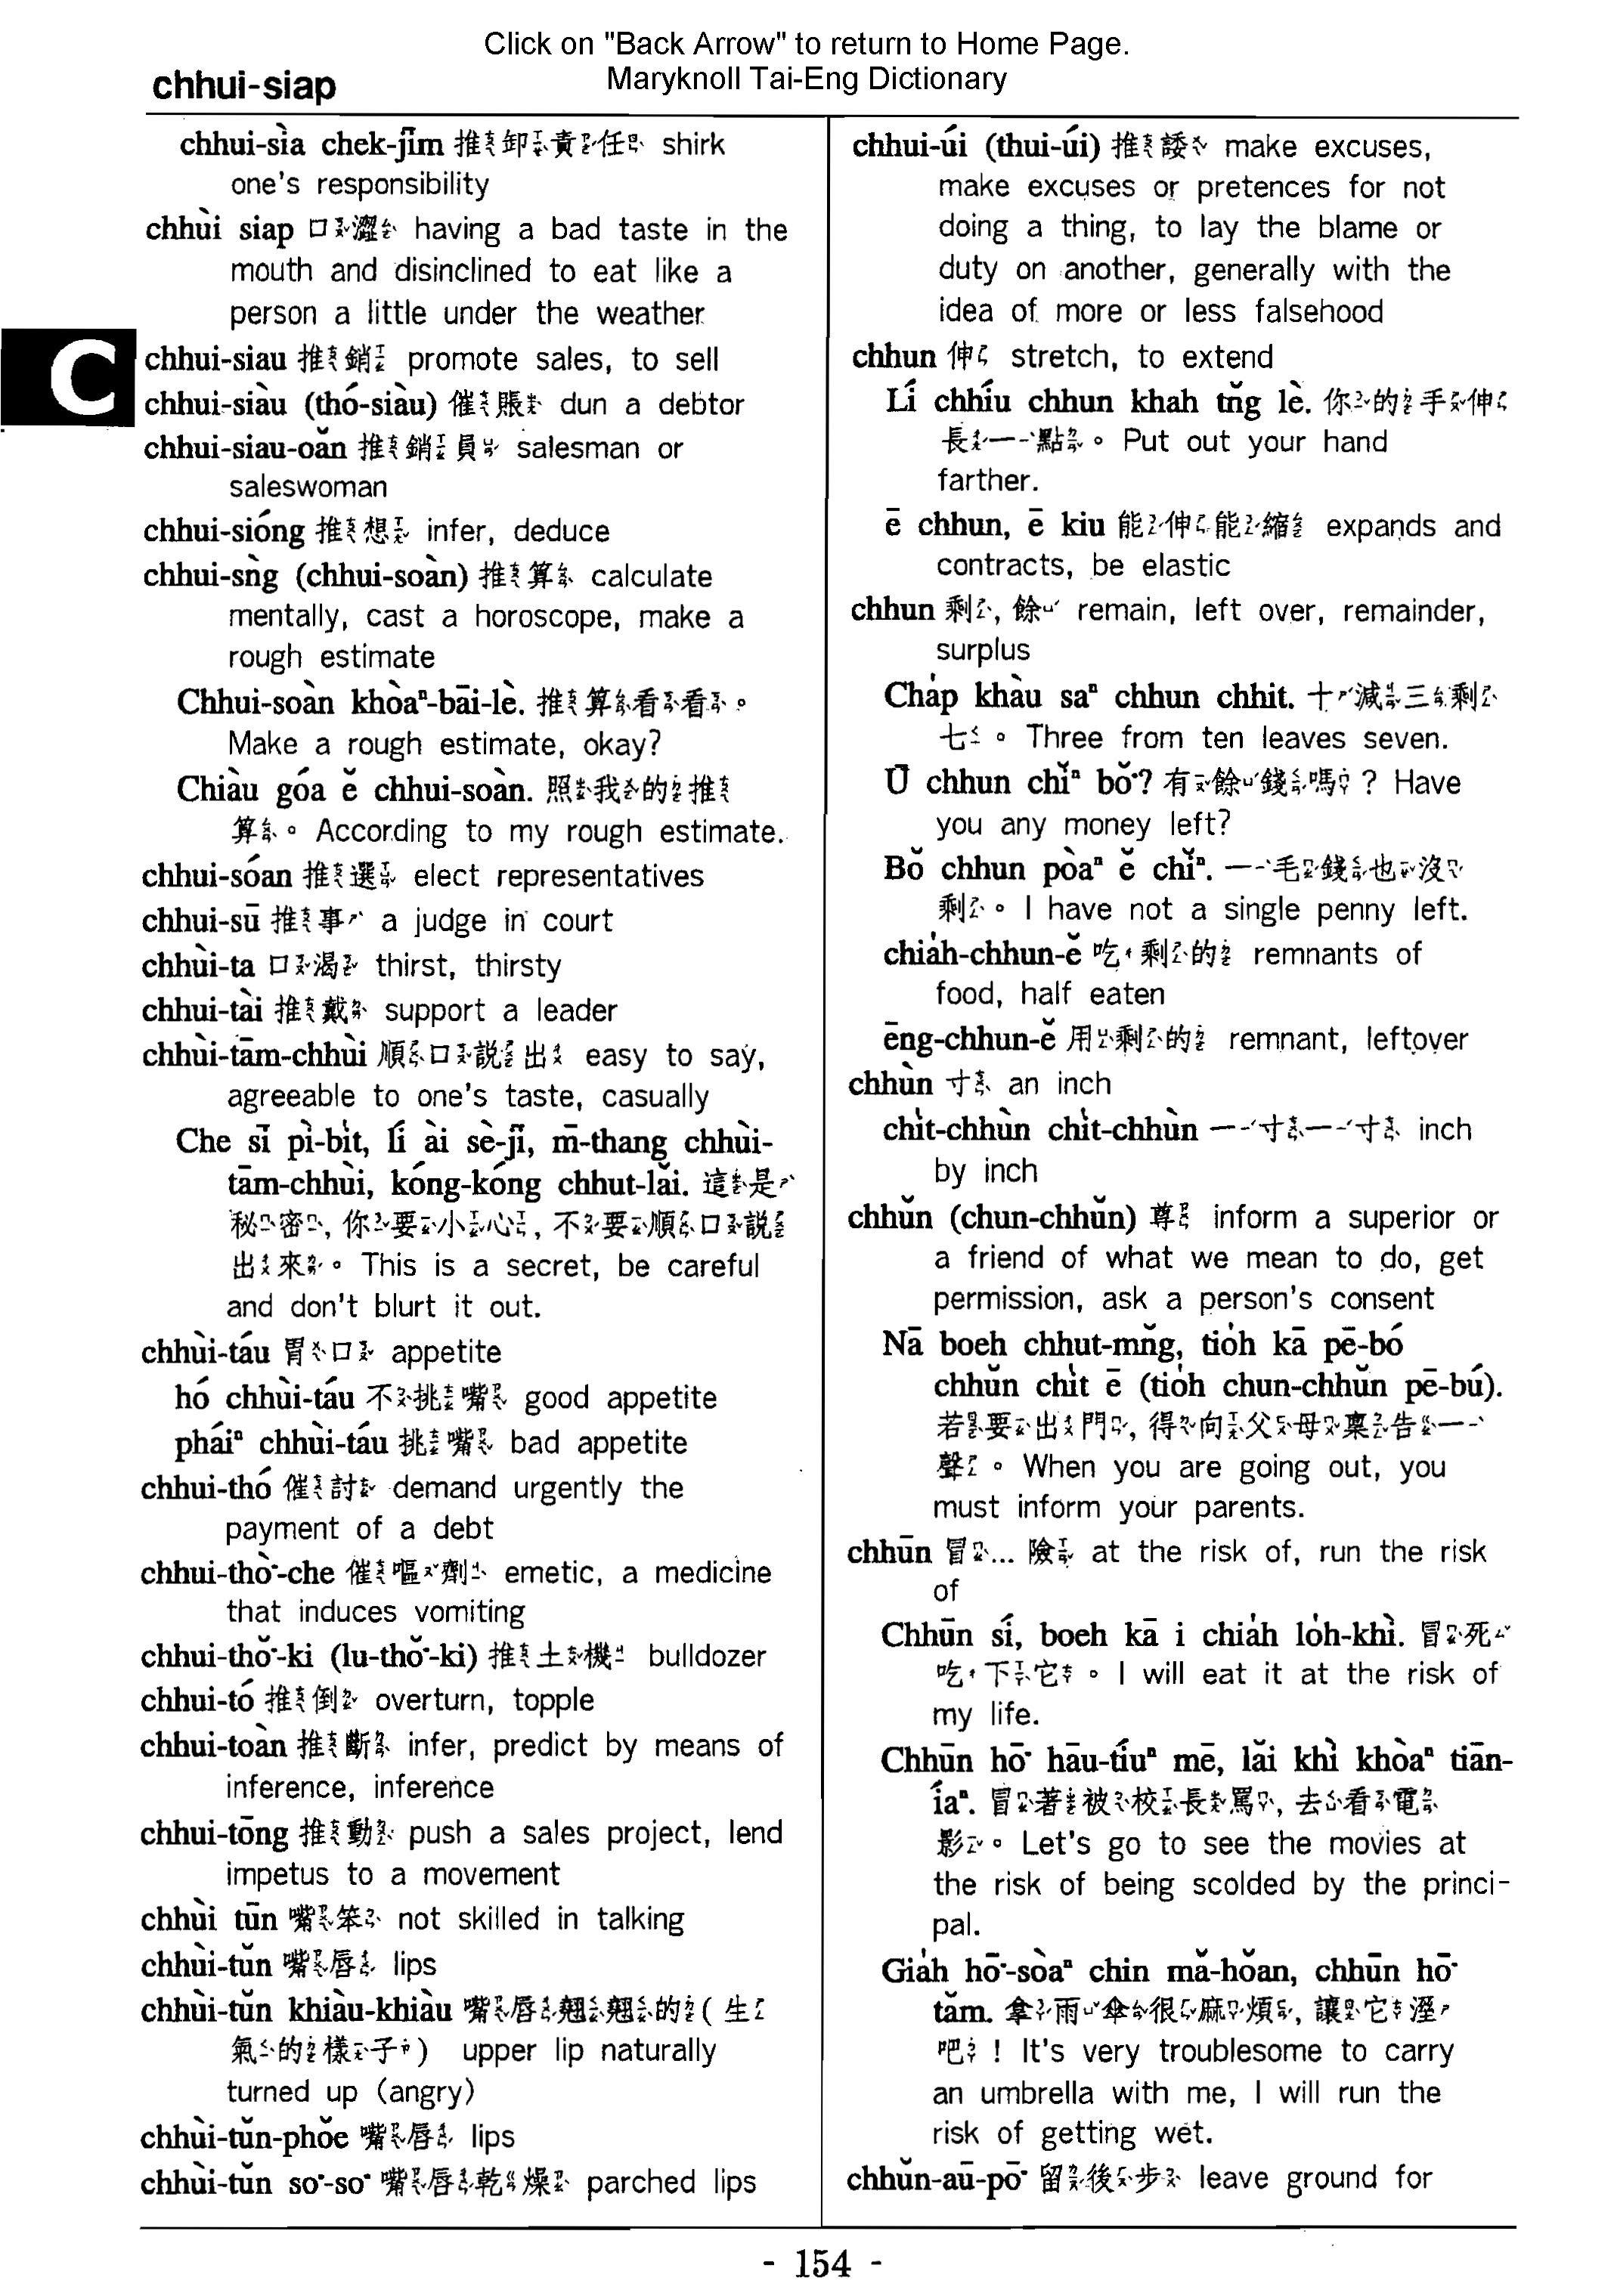 Click on "Back Arrow" to return to Home Page.
Maryknoll Tai-Eng Dictionary
chhui-siap
chhui-sìa chek-jīm 推卸責任 shirk
one's responsibility
chhùi siap 口澀 having a bad taste in the
mouth and disinclined to eat like a
person a little under the weather
C
chhui-siau 推銷 promote sales, to sell
chhui-siàu (thó-siàu) 催賬 dun a debtor
chhui-siau-oǎn 推銷員 salesman or
saleswoman
chhui-sióng 推想 infer, deduce
chhui-sǹg (chhui-soàn) 推算 calculate
mentally, cast a horoscope, make a
rough estimate
Chhui-soàn khòaⁿ-bāi-lè. 推算看看。
Make a rough estimate, okay?
Chiàu góa ě chhui-soàn. 照我的推
算。 According to my rough estimate.
chhui-sóan 推選 elect representatives
chhui-sū 推事 a judge in court
chhùi-ta 口渴 thirst, thirsty
chhui-tài 推戴 support a leader
chhùi-tām-chhùi 順口說出 easy to say,
agreeable to one's taste, casually
Che sī pì-bi̍t, lí ài sè-jī, m̄-thang chhùi-
tām-chhùi, kóng-kóng chhut-lǎi. 這是
秘密, 你要小心, 不要順口說
出來。 This is a secret, be careful
and don't blurt it out.
chhùi-táu 胃口 appetite
hó chhùi-táu 不挑嘴 good appetite
pháiⁿ chhùi-táu 挑嘴 bad appetite
chhui-thó 催討 demand urgently the
payment of a debt
chhui-thò͘-che 催嘔劑 emetic, a medicine
that induces vomiting
chhui-thǒ͘-ki (lu-thǒ͘-ki) 推土機 bulldozer
chhui-tó 推倒 overturn, topple
chhui-toàn 推斷 infer, predict by means of
inference, inference
chhui-tōng 推動 push a sales project, lend
impetus to a movement
chhùi tūn 嘴笨 not skilled in talking
chhùi-tǔn 嘴唇 lips
chhùi-tǔn khiàu-khiàu 嘴唇翹翹的( 生
氣的樣子) upper lip naturally
turned up (angry)
chhùi-tǔn-phǒe 嘴唇 lips
chhùi-tǔn so͘-so͘ 嘴唇乾燥 parched lips
chhui-úi (thui-úi) 推諉 make excuses,
make excuses or pretences for not
doing a thing, to lay the blame or
duty on another, generally with the
idea of more or less falsehood
chhun 伸 stretch, to extend
Lí chhíu chhun khah tn̆g lè. 你的手伸
長一點。 Put out your hand
farther.
ē chhun, ē kiu 能伸能縮 expands and
contracts, be elastic
chhun 剩, 餘 remain, left over, remainder,
surplus
Cha̍p khàu saⁿ chhun chhit. 十減三剩
七。 Three from ten leaves seven.
Ū chhun chǐⁿ bǒ͘? 有餘錢嗎? Have
you any money left?
Bǒ chhun pòaⁿ ě chǐⁿ. 一毛錢也沒
剩。 I have not a single penny left.
chia̍h-chhun-ě 吃剩的 remnants of
food, half eaten
ēng-chhun-ě 用剩的 remnant, leftover
chhùn 寸 an inch
chi̍t-chhùn chi̍t-chhùn 一寸一寸 inch
by inch
chhǔn (chun-chhǔn) 尊 inform a superior or
a friend of what we mean to do, get
permission, ask a person's consent
Nā boeh chhut-mn̆g, tio̍h kā pē-bó
chhǔn chi̍t ē (tio̍h chun-chhǔn pē-bú).
若要出門, 得向父母稟告一
聲。 When you are going out, you
must inform your parents.
chhūn 冒... 險 at the risk of, run the risk
of
Chhūn sí, boeh kā i chia̍h lo̍h-khì. 冒死
吃下它。 I will eat it at the risk of
my life.
Chhūn hō͘ hāu-tíuⁿ mē, lǎi khì khòaⁿ tiān-
íaⁿ. 冒著被校長罵, 去看電
影。 Let's go to see the movies at
the risk of being scolded by the princi-
pal.
Gia̍h hō͘-sòaⁿ chin mǎ-hǒan, chhūn hō͘
tǎm. 拿雨傘很麻煩, 讓它溼
吧! It's very troublesome to carry
an umbrella with me, I will run the
risk of getting wet.
chhǔn-aū-pō͘ 留後步 leave ground for
- 154 -